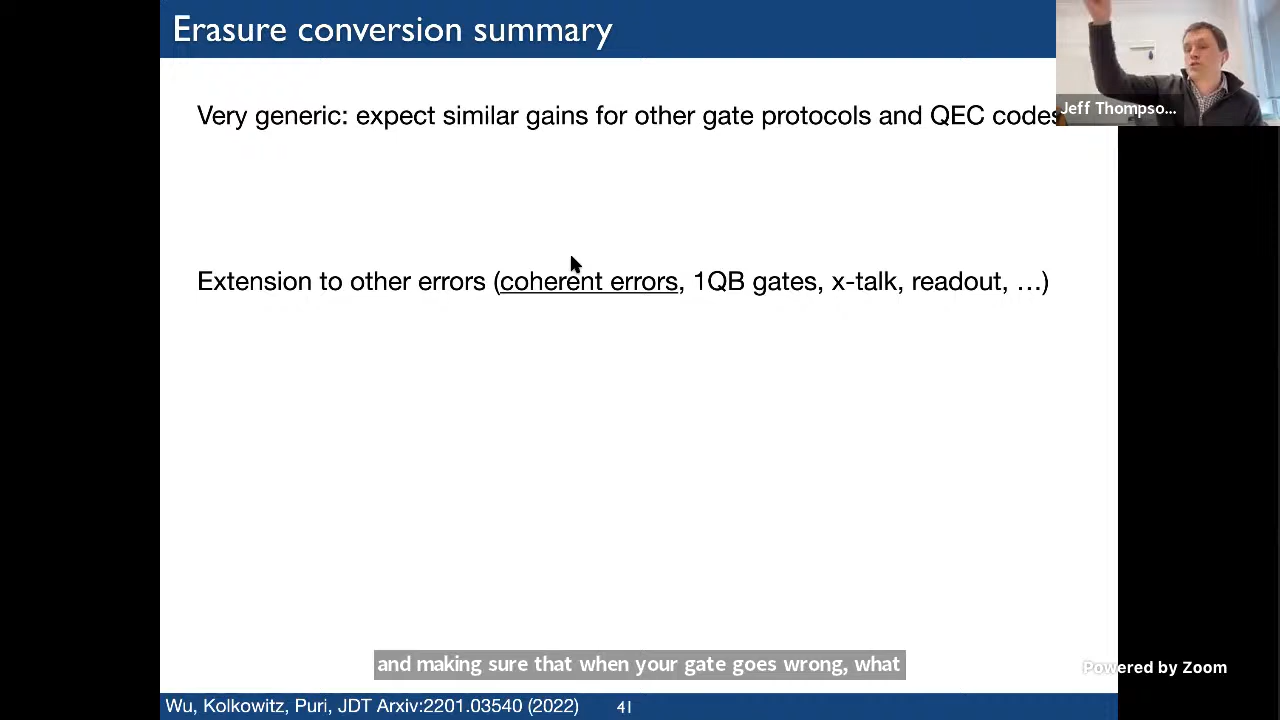 Erasure conversion summary
Jeff Thompso...
Very generic: expect similar gains for other gate protocols and QEC codes
Extension to other errors (coherent errors, 1QB gates, x-talk, readout, …)
and making sure that when your gate goes wrong, what
Powered by Zoom
Wu, Kolkowitz, Puri, JDT Arxiv:2201.03540 (2022) 41